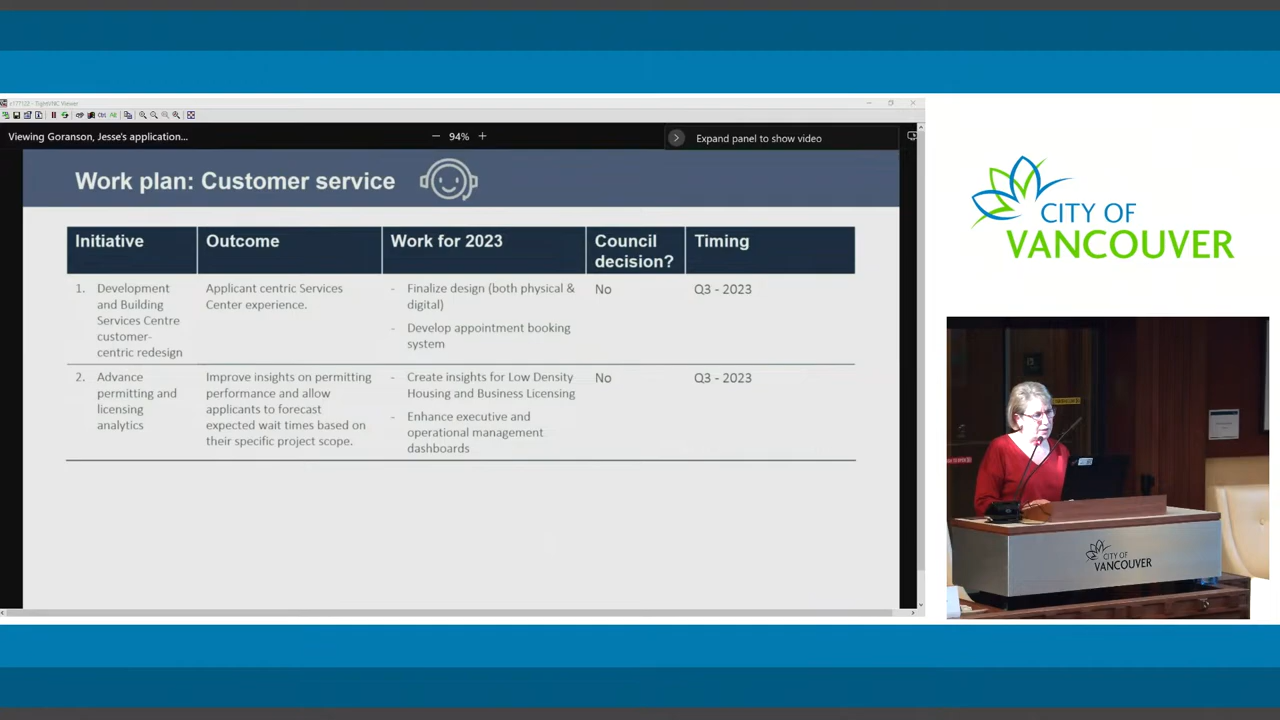 Viewing Goranson, Jesse's application...
94%
Expand panel to show video
Work plan: Customer service
Initiative
Outcome
Work for 2023
Council
decision?
Timing
1. Development
and Building
Services Centre
customer-
centric redesign
Applicant centric Services
Center experience.
- Finalize design (both physical &
digital)
- Develop appointment booking
system
No
Q3 - 2023
2. Advance
permitting and
licensing
analytics
Improve insights on permitting
performance and allow
applicants to forecast
expected wait times based on
their specific project scope.
- Create insights for Low Density
Housing and Business Licensing
- Enhance executive and
operational management
dashboards
No
Q3 - 2023
CITY OF
VANCOUVER
CITY OF
VANCOUVER